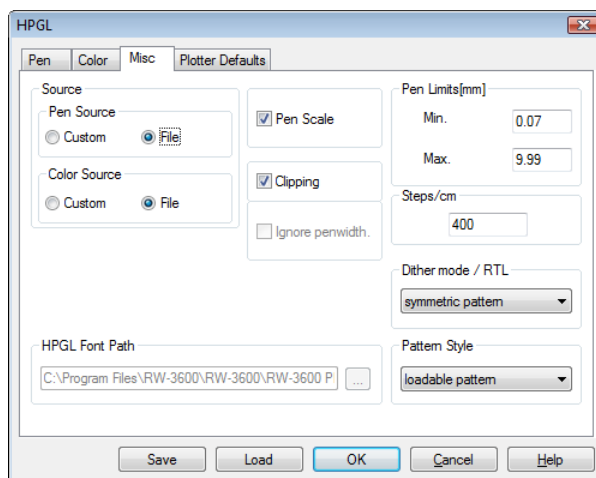 HPGL
Pen Color Misc Plotter Defaults
Source
Pen Source
Custom File
Color Source
Custom File
Pen Scale
Clipping
Ignore penwidth.
Pen Limits[mm]
Min. 0.07
Max. 9.99
Steps/cm
400
Dither mode / RTL
symmetric pattern
HPGL Font Path
C:\Program Files\RW-3600\RW-3600\RW-3600 P ...
Pattern Style
loadable pattern
Save Load OK Cancel Help